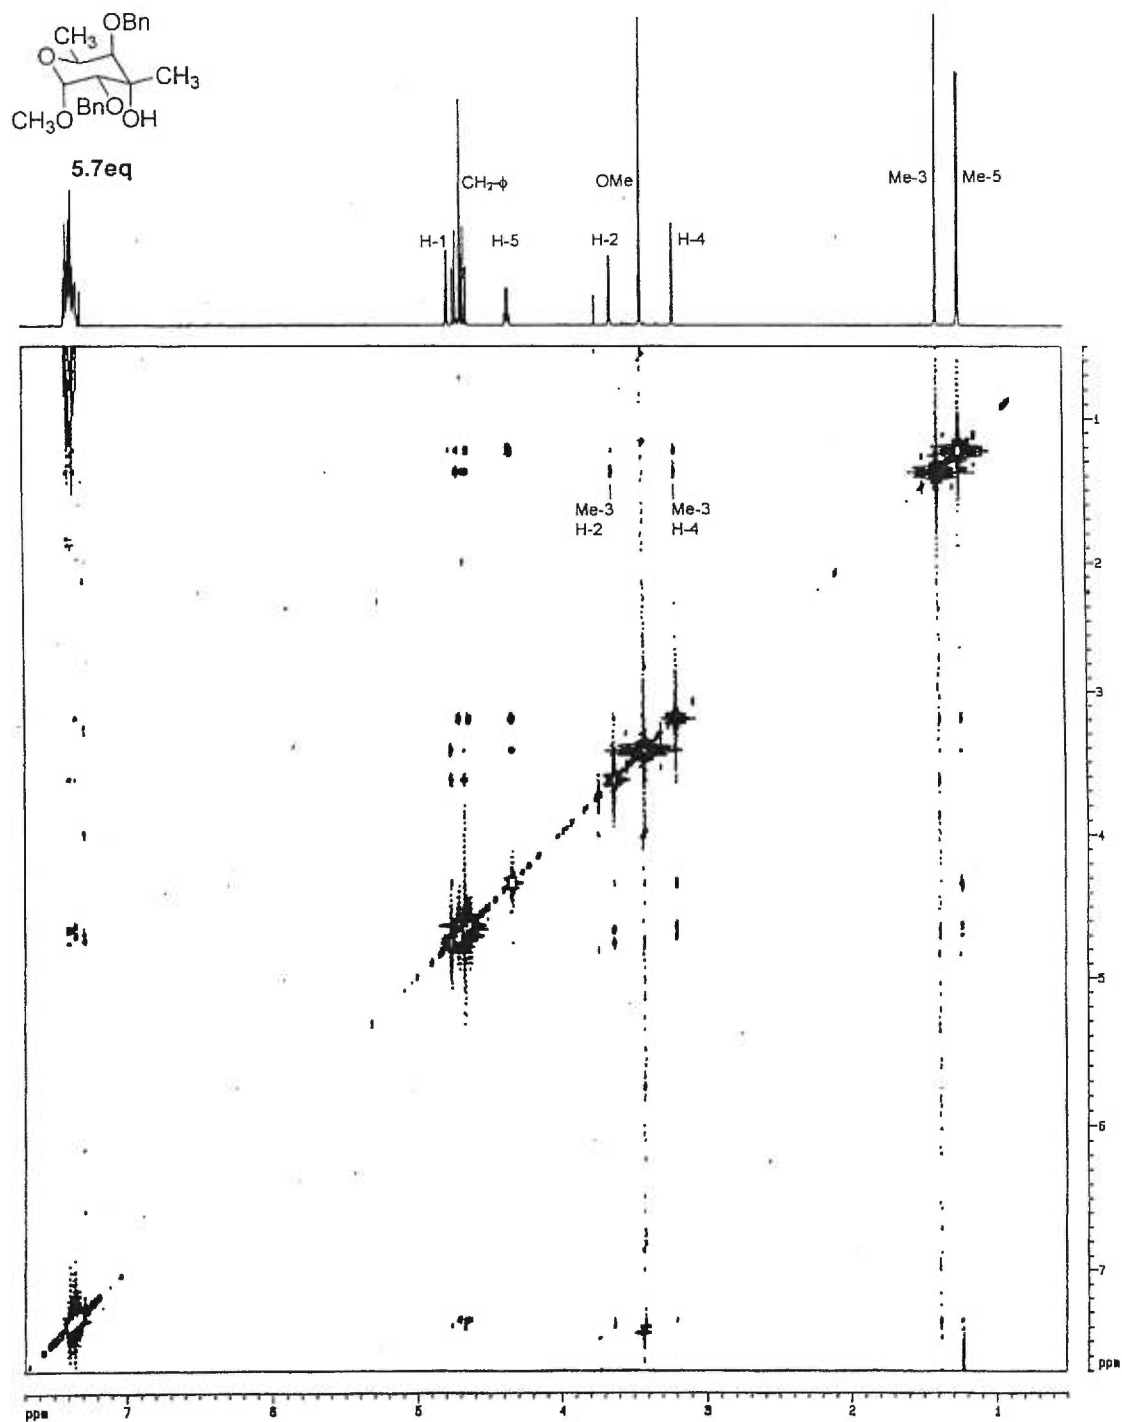 OBn
CH₃
O
CH₃
BnO
CH₃O
OH
5.7eq
CH₂-ϕ
OMe
Me-3
Me-5
H-1
H-5
H-2
H-4
Me-3
H-2
Me-3
H-4
1
2
3
4
5
6
7
ppm
ppm
7
6
5
4
3
2
1